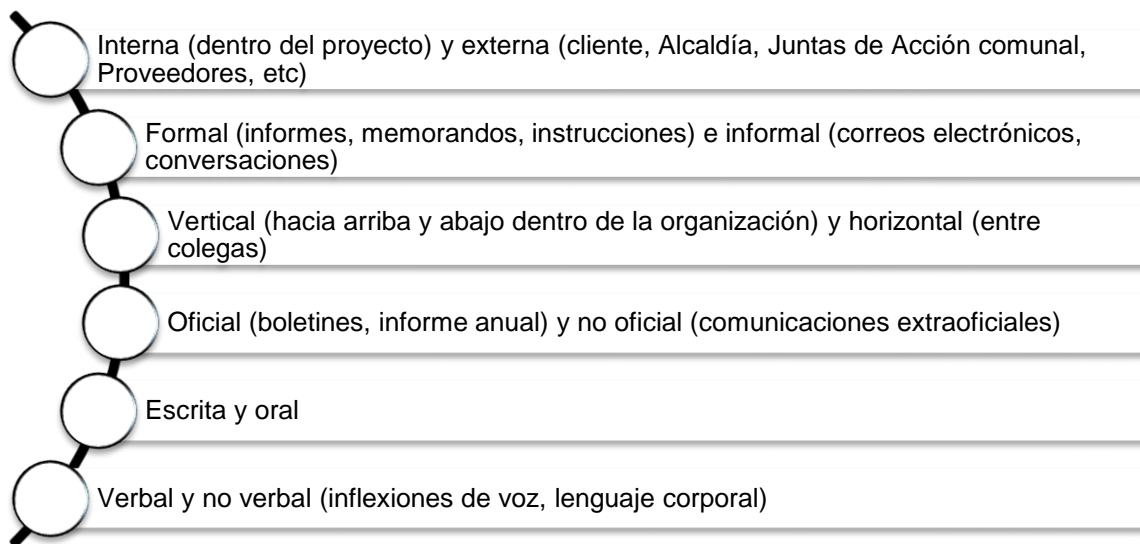 Interna (dentro del proyecto) y externa (cliente, Alcaldía, Juntas de Acción comunal,
Proveedores, etc)
Formal (informes, memorandos, instrucciones) e informal (correos electrónicos,
conversaciones)
Vertical (hacia arriba y abajo dentro de la organización) y horizontal (entre
colegas)
Oficial (boletines, informe anual) y no oficial (comunicaciones extraoficiales)
Escrita y oral
Verbal y no verbal (inflexiones de voz, lenguaje corporal)